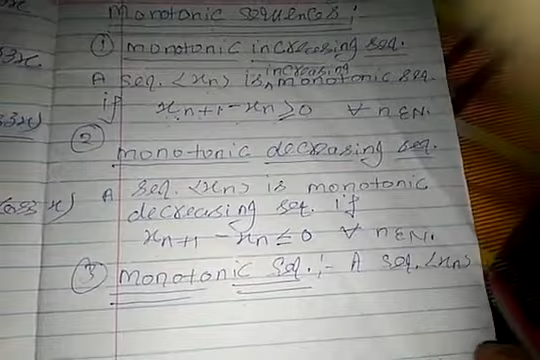 Monotonic sequences :-
① monotonic increasing seq.
A seq. <xn> is increasing monotonic seq.
if xn+1 - xn ≥ 0 ∀ n ∈ N.
② monotonic decreasing seq.
A seq. <xn> is monotonic
decreasing seq. if
xn+1 - xn ≤ 0 ∀ n ∈ N.
③ monotonic seq. :- A seq. <xn>